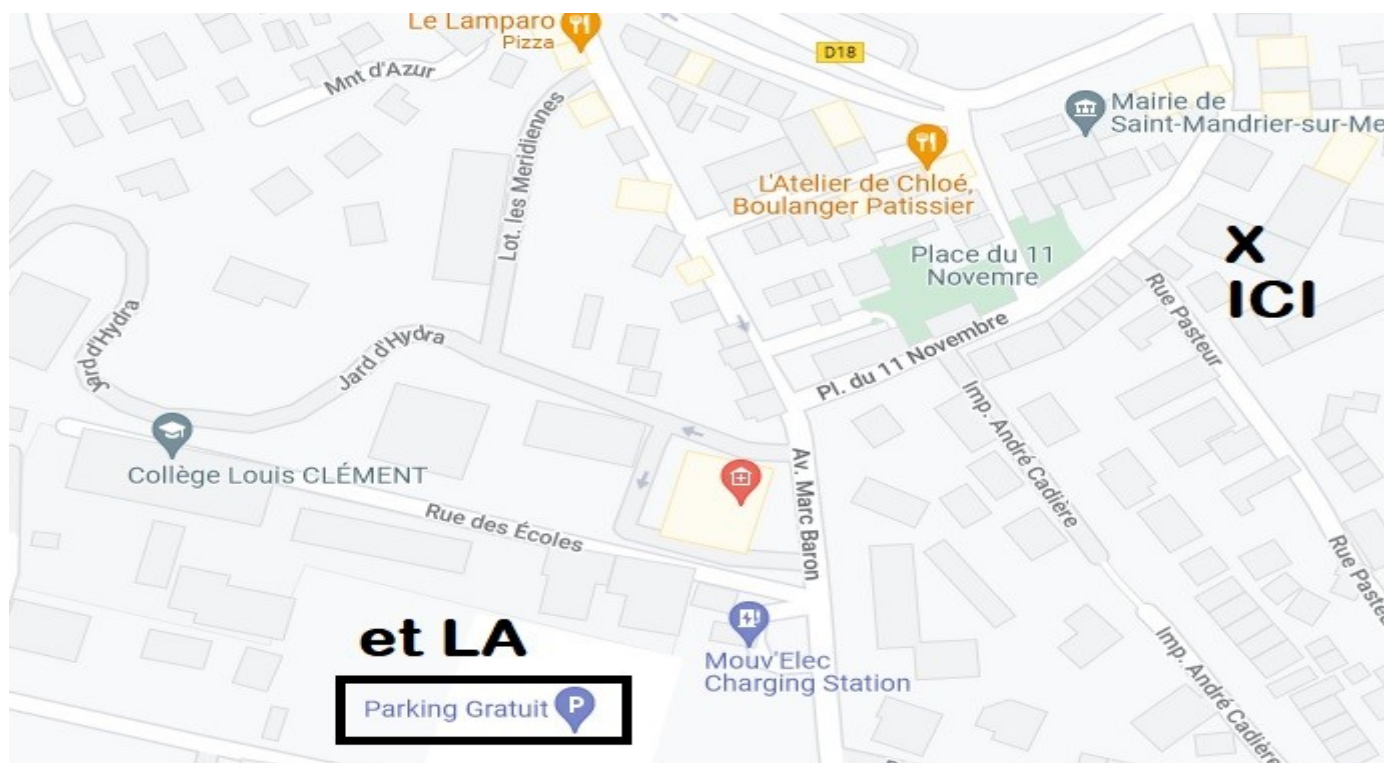 Le Lamparo
Pizza
D18
Mnt d'Azur
Mairie de
Saint-Mandrier-sur-Me
Lot. les Meridiennes
L'Atelier de Chloé,
Boulanger Patissier
Place du 11
Novemre
X
ICI
Jard d'Hydra
Jard d'Hydra
Rue Pasteur
Pl. du 11 Novembre
Imp. André Cadière
Collège Louis CLÉMENT
Av. Marc Baron
Rue des Écoles
Rue Paste
et LA
Mouv'Elec
Charging Station
Imp. André Cadière
Parking Gratuit P